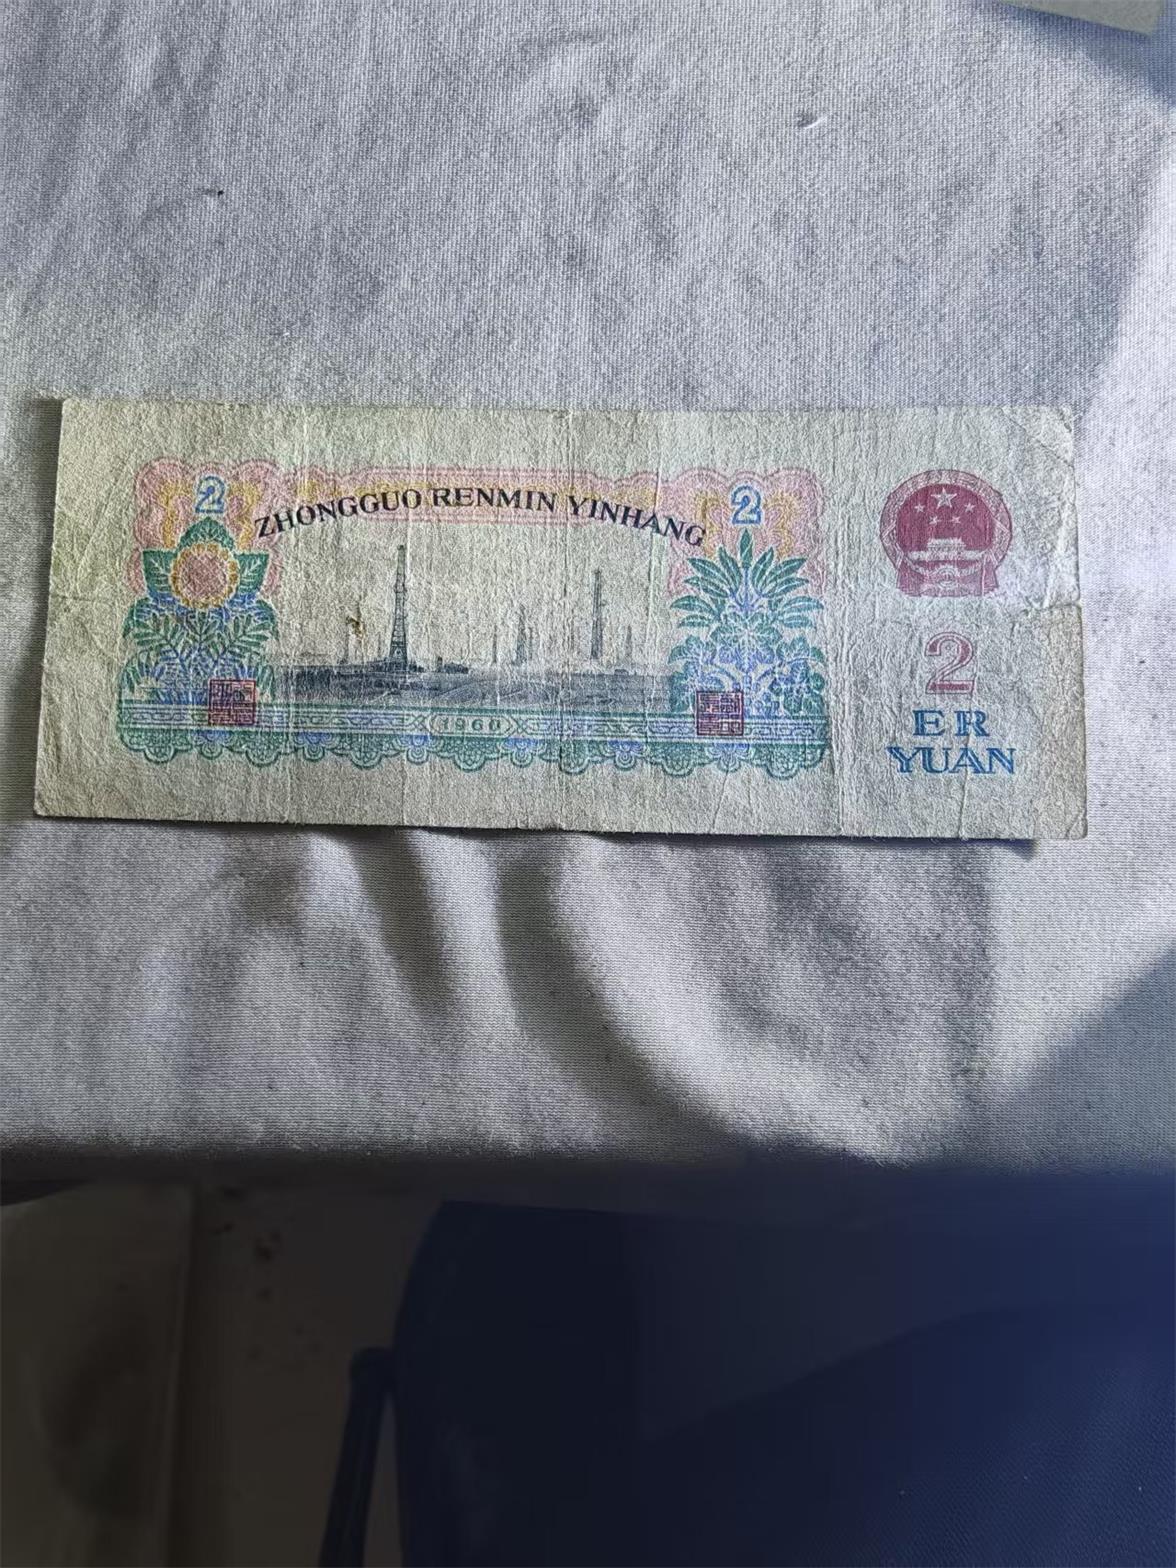 2
ZHONGGUO RENMIN YINHANG
2
1960
2
ER
YUAN